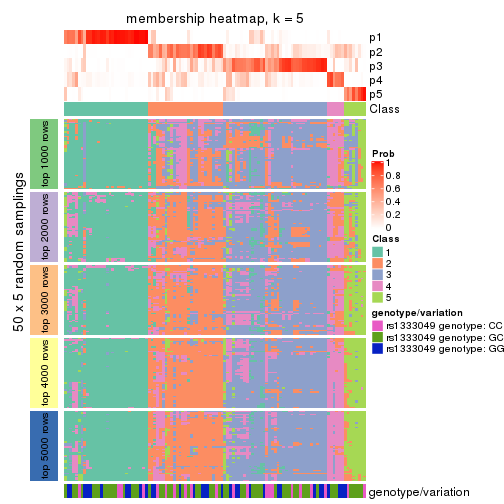 membership heatmap, k = 5
p1
p2
p3
p4
p5
Class
50 x 5 random samplings
top 1000 rows
top 2000 rows
top 3000 rows
top 4000 rows
top 5000 rows
Prob
1
0.8
0.6
0.4
0.2
0
Class
1
2
3
4
5
genotype/variation
rs1333049 genotype: CC
rs1333049 genotype: GC
rs1333049 genotype: GG
genotype/variation